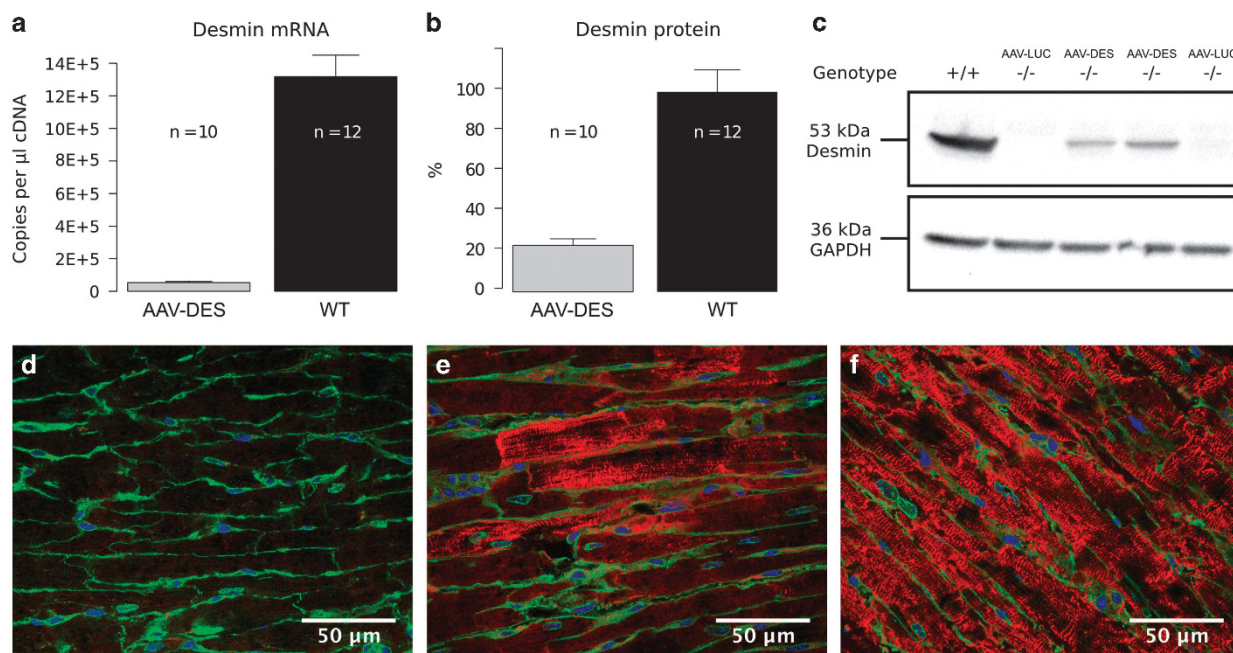 a
Desmin mRNA
Copies per µl cDNA
14E+5
12E+5
10E+5
8E+5
6E+5
4E+5
2E+5
0
n=10
n=12
AAV-DES
WT
b
Desmin protein
%
100
80
60
40
20
0
n=10
n=12
AAV-DES
WT
c
AAV-LUC AAV-DES AAV-DES AAV-LUC
Genotype +/+ -/- -/- -/- -/-
53 kDa
Desmin
36 kDa
GAPDH
d
50 µm
e
50 µm
f
50 µm